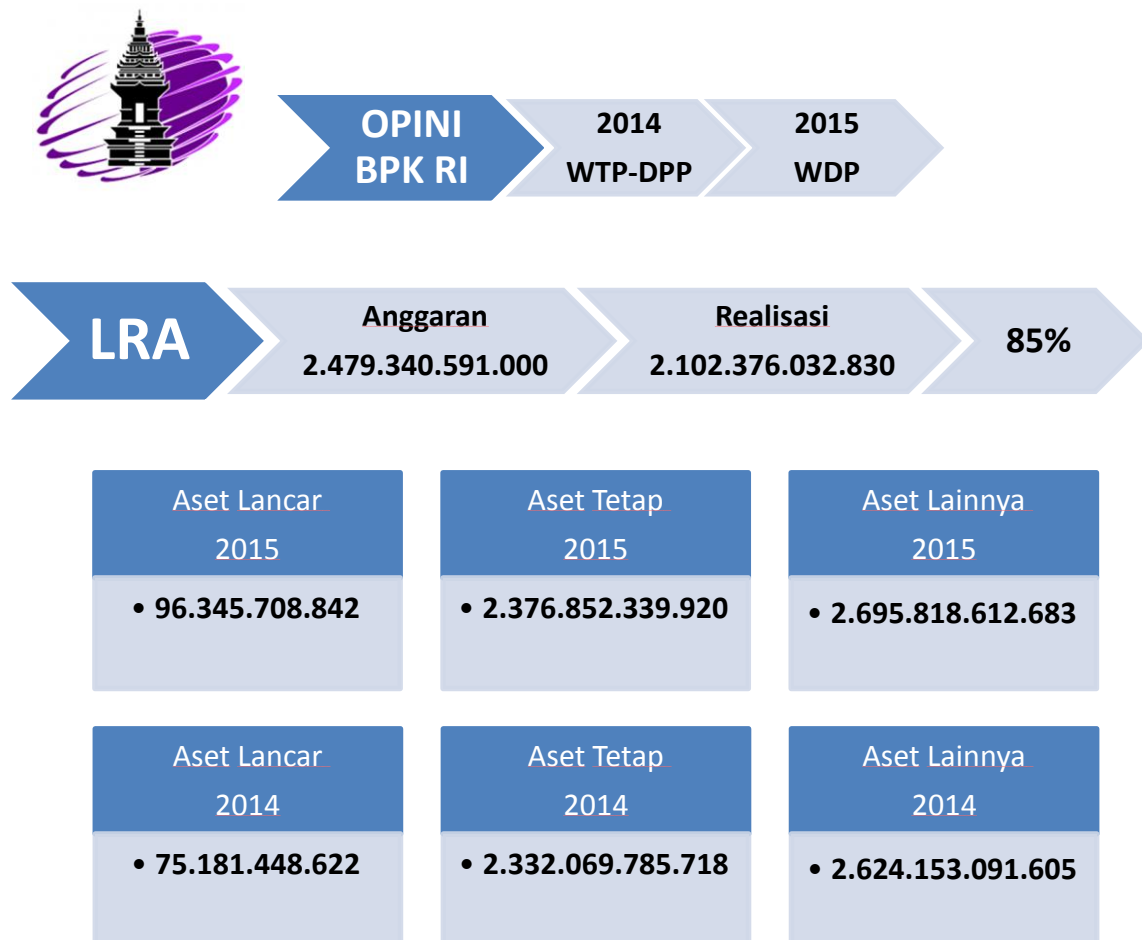 OPINI
BPK RI
2014
WTP-DPP
2015
WDP
LRA
Anggaran
2.479.340.591.000
Realisasi
2.102.376.032.830
85%
Aset Lancar
2015
• 96.345.708.842
Aset Tetap
2015
• 2.376.852.339.920
Aset Lainnya
2015
• 2.695.818.612.683
Aset Lancar
2014
• 75.181.448.622
Aset Tetap
2014
• 2.332.069.785.718
Aset Lainnya
2014
• 2.624.153.091.605